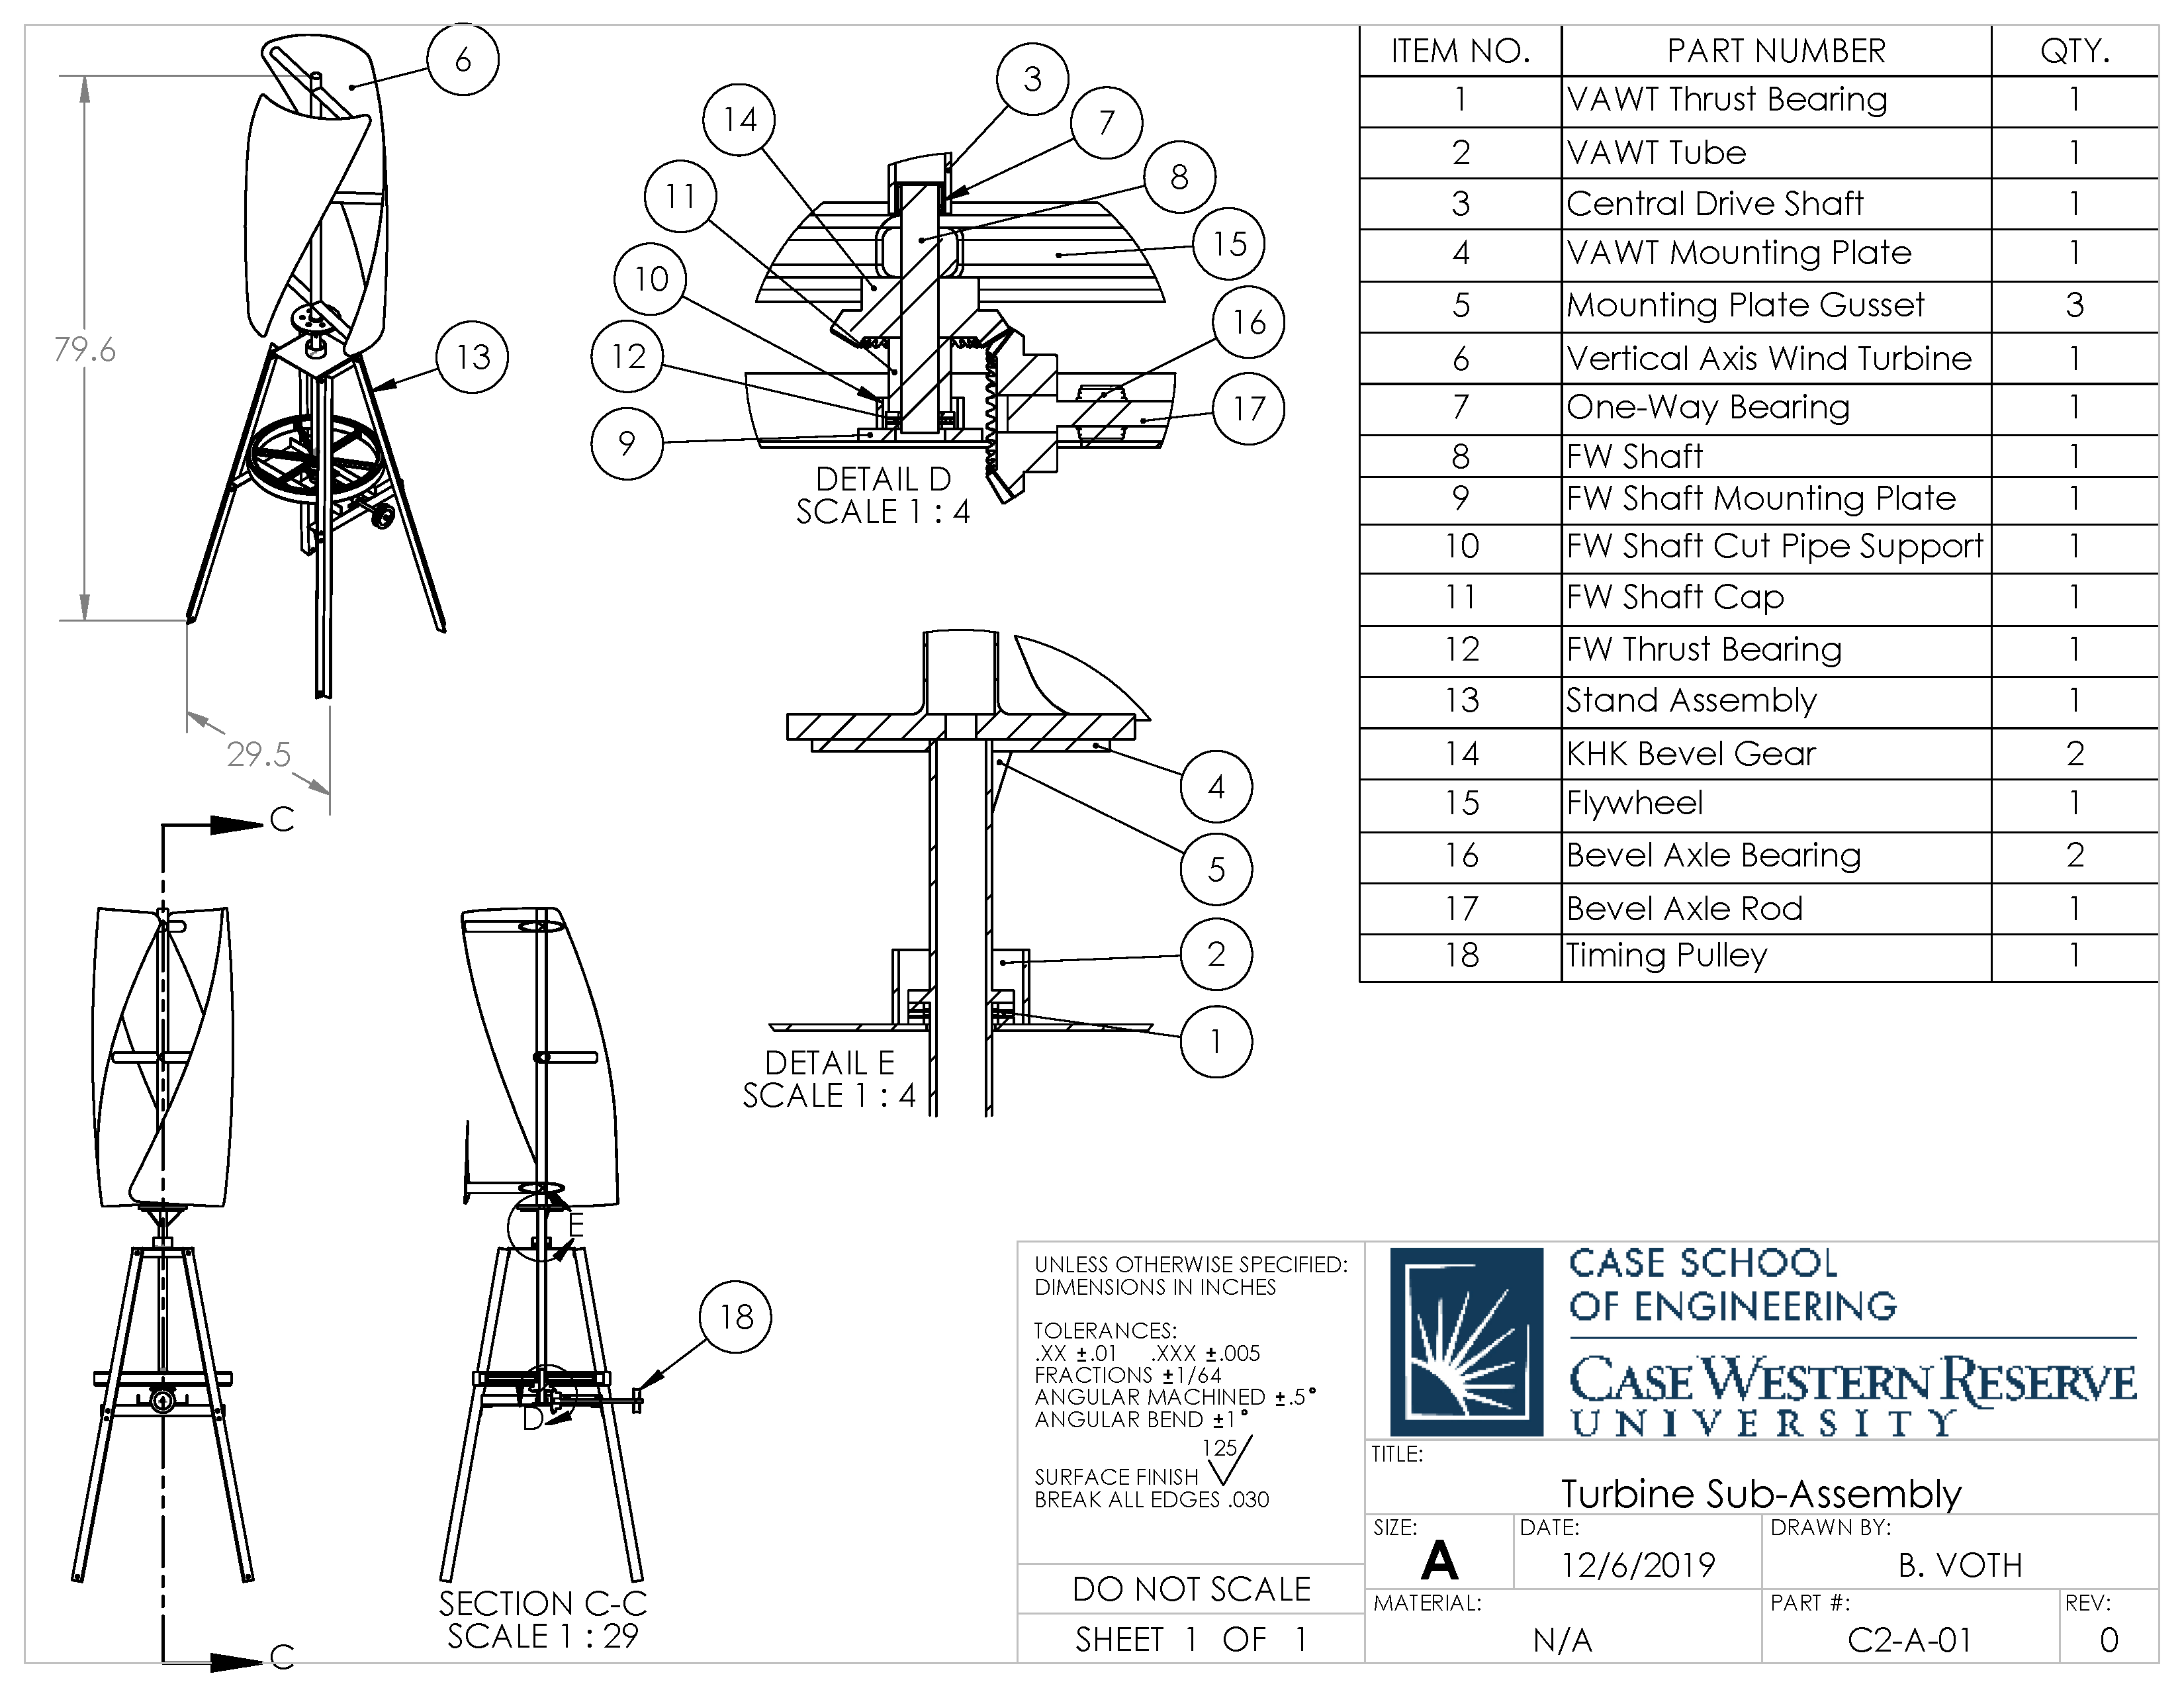 6
13
79.6
29.5
3
14
7
8
11
15
10
16
12
17
9
DETAIL D
SCALE 1 : 4
4
5
2
1
DETAIL E
SCALE 1 : 4
C
C
E
D
18
SECTION C-C
SCALE 1 : 29
ITEM NO. PART NUMBER QTY.
1 VAWT Thrust Bearing 1
2 VAWT Tube 1
3 Central Drive Shaft 1
4 VAWT Mounting Plate 1
5 Mounting Plate Gusset 3
6 Vertical Axis Wind Turbine 1
7 One-Way Bearing 1
8 FW Shaft 1
9 FW Shaft Mounting Plate 1
10 FW Shaft Cut Pipe Support 1
11 FW Shaft Cap 1
12 FW Thrust Bearing 1
13 Stand Assembly 1
14 KHK Bevel Gear 2
15 Flywheel 1
16 Bevel Axle Bearing 2
17 Bevel Axle Rod 1
18 Timing Pulley 1
UNLESS OTHERWISE SPECIFIED:
DIMENSIONS IN INCHES
TOLERANCES:
.XX ±.01 .XXX ±.005
FRACTIONS ±1/64
ANGULAR MACHINED ±.5°
ANGULAR BEND ±1°
125
SURFACE FINISH
BREAK ALL EDGES .030
DO NOT SCALE
SHEET 1 OF 1
CASE SCHOOL
OF ENGINEERING
CASE WESTERN RESERVE
UNIVERSITY
TITLE:
Turbine Sub-Assembly
SIZE: DATE: DRAWN BY:
A 12/6/2019 B. VOTH
MATERIAL: PART #: REV:
N/A C2-A-01 0